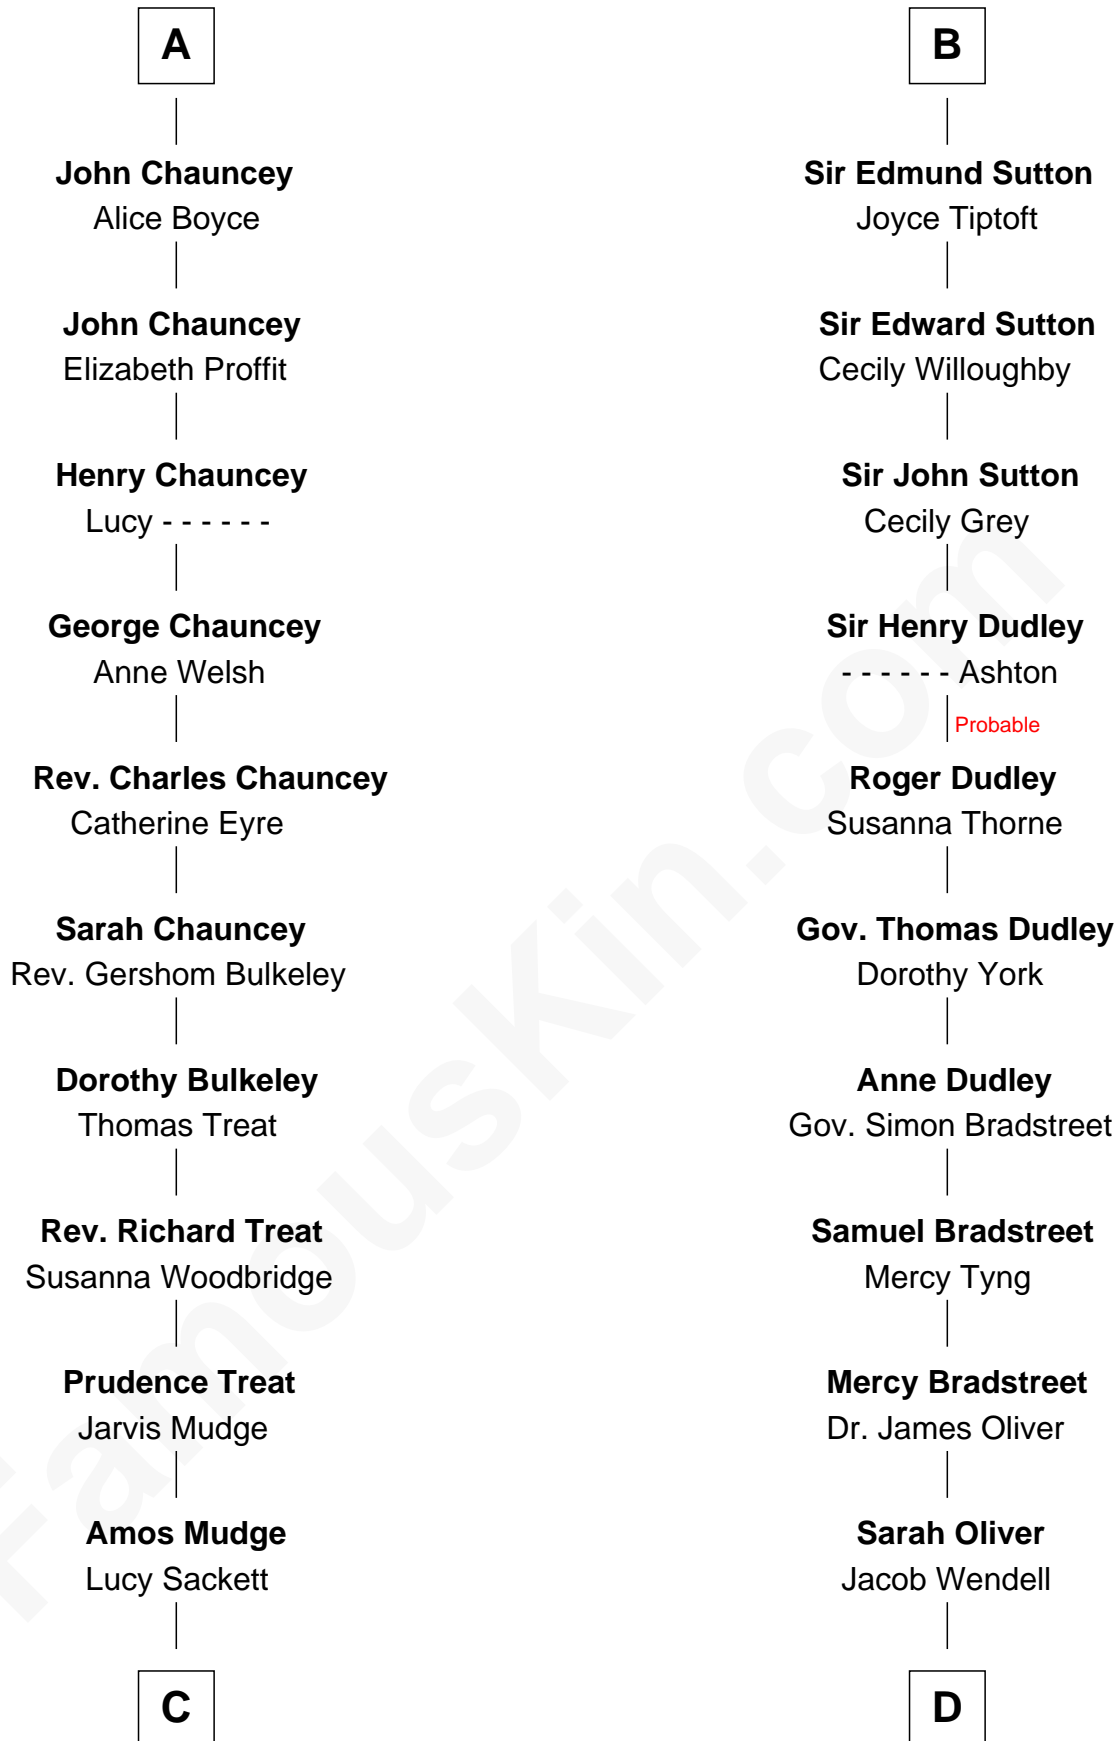 A
John Chauncey
Alice Boyce
John Chauncey
Elizabeth Proffit
Henry Chauncey
Lucy - - - - - -
George Chauncey
Anne Welsh
Rev. Charles Chauncey
Catherine Eyre
Sarah Chauncey
Rev. Gershom Bulkeley
Dorothy Bulkeley
Thomas Treat
Rev. Richard Treat
Susanna Woodbridge
Prudence Treat
Jarvis Mudge
Amos Mudge
Lucy Sackett
C
B
Sir Edmund Sutton
Joyce Tiptoft
Sir Edward Sutton
Cecily Willoughby
Sir John Sutton
Cecily Grey
Sir Henry Dudley
- - - - - - Ashton
Probable
Roger Dudley
Susanna Thorne
Gov. Thomas Dudley
Dorothy York
Anne Dudley
Gov. Simon Bradstreet
Samuel Bradstreet
Mercy Tyng
Mercy Bradstreet
Dr. James Oliver
Sarah Oliver
Jacob Wendell
D
FamousKin.com